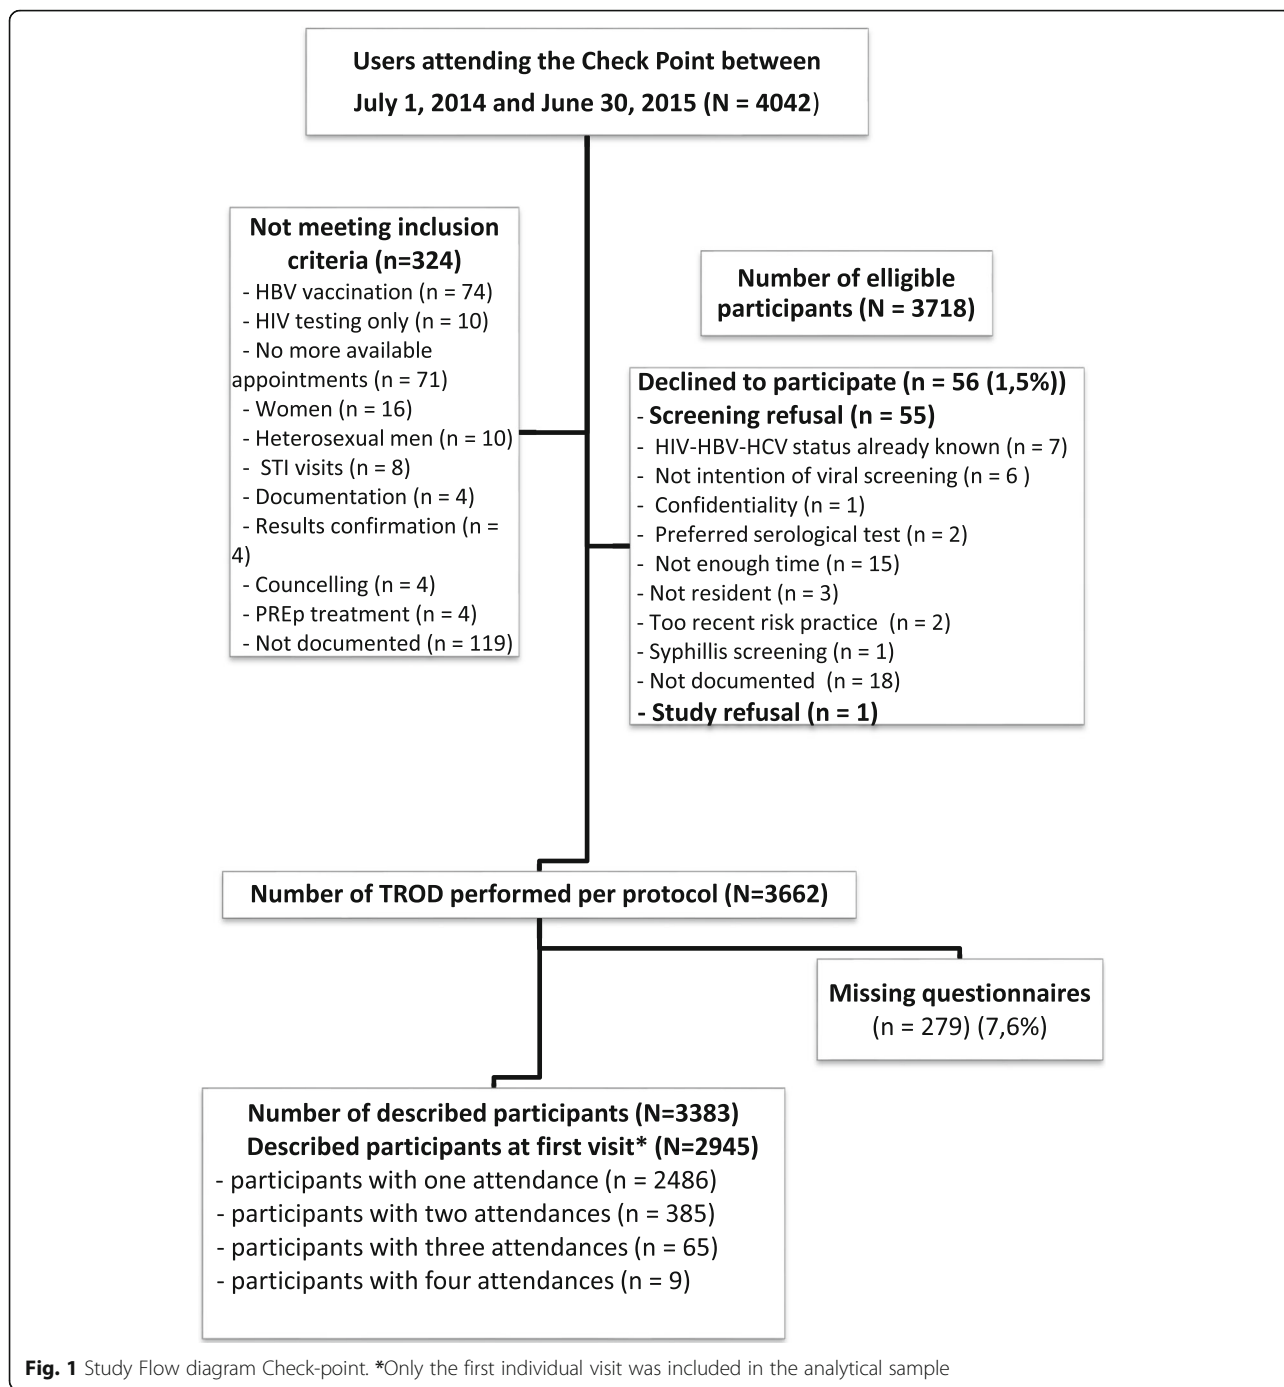 Users attending the Check Point between
July 1, 2014 and June 30, 2015 (N = 4042)
Not meeting inclusion
criteria (n=324)
- HBV vaccination (n = 74)
- HIV testing only (n = 10)
- No more available
appointments (n = 71)
- Women (n = 16)
- Heterosexual men (n = 10)
- STI visits (n = 8)
- Documentation (n = 4)
- Results confirmation (n =
4)
- Councelling (n = 4)
- PREp treatment (n = 4)
- Not documented (n = 119)
Number of elligible
participants (N = 3718)
Declined to participate (n = 56 (1,5%))
- Screening refusal (n = 55)
- HIV-HBV-HCV status already known (n = 7)
- Not intention of viral screening (n = 6 )
- Confidentiality (n = 1)
- Preferred serological test (n = 2)
- Not enough time (n = 15)
- Not resident (n = 3)
- Too recent risk practice (n = 2)
- Syphillis screening (n = 1)
- Not documented (n = 18)
- Study refusal (n = 1)
Number of TROD performed per protocol (N=3662)
Missing questionnaires
(n = 279) (7,6%)
Number of described participants (N=3383)
Described participants at first visit* (N=2945)
- participants with one attendance (n = 2486)
- participants with two attendances (n = 385)
- participants with three attendances (n = 65)
- participants with four attendances (n = 9)
Fig. 1 Study Flow diagram Check-point. *Only the first individual visit was included in the analytical sample